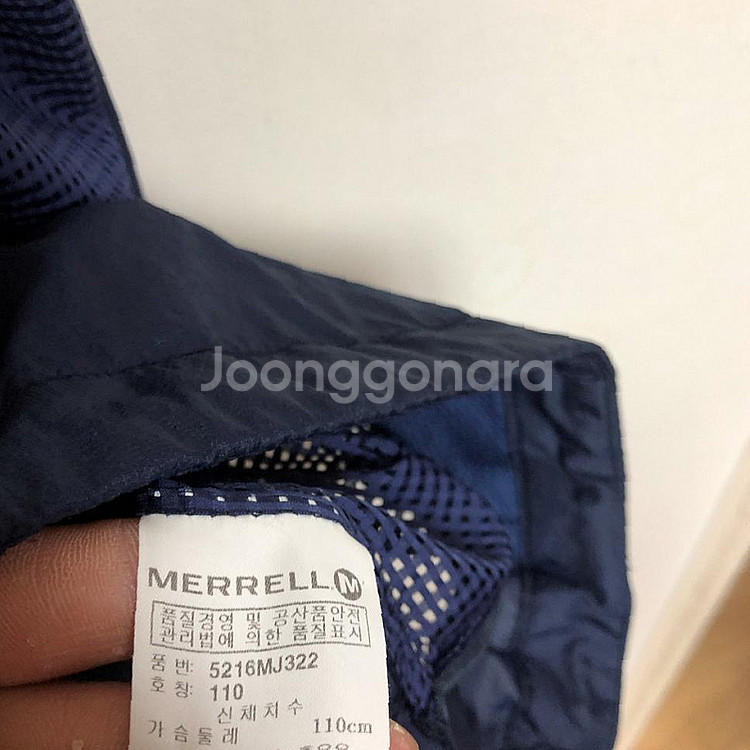 Joonggonara
MERRELL M
품질경영 및 공산품안전
관리법에 의한 품질표시
품 번: 5216MJ322
호 칭: 110
신 체 치 수
가 슴 둘 레 110cm